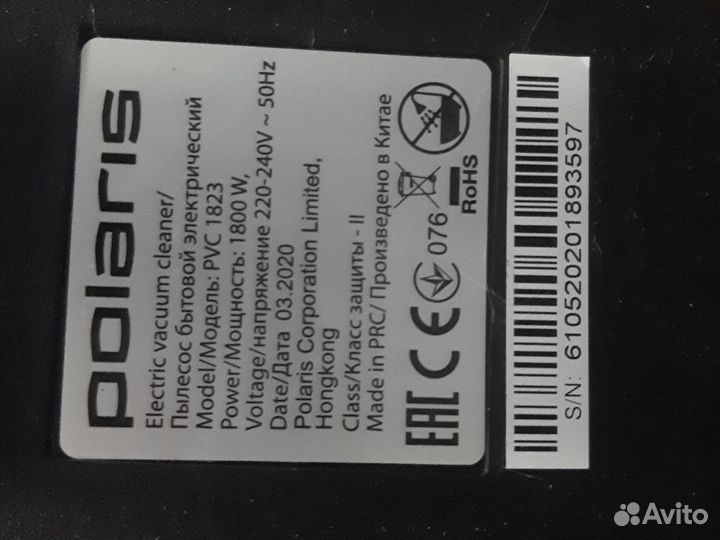 polaris
Electric vacuum cleaner/
Пылесос бытовой электрический
Model/Модель: PVC 1823
Power/Мощность: 1800 W,
Voltage/напряжение 220-240V ~ 50Hz
Date/Дата 03.2020
Polaris Corporation Limited,
Hongkong
Class/Класс защиты - II
Made in PRC/ Произведено в Китае
EAC CE 076 RoHS
S/N: 6105202018935​97
Avito